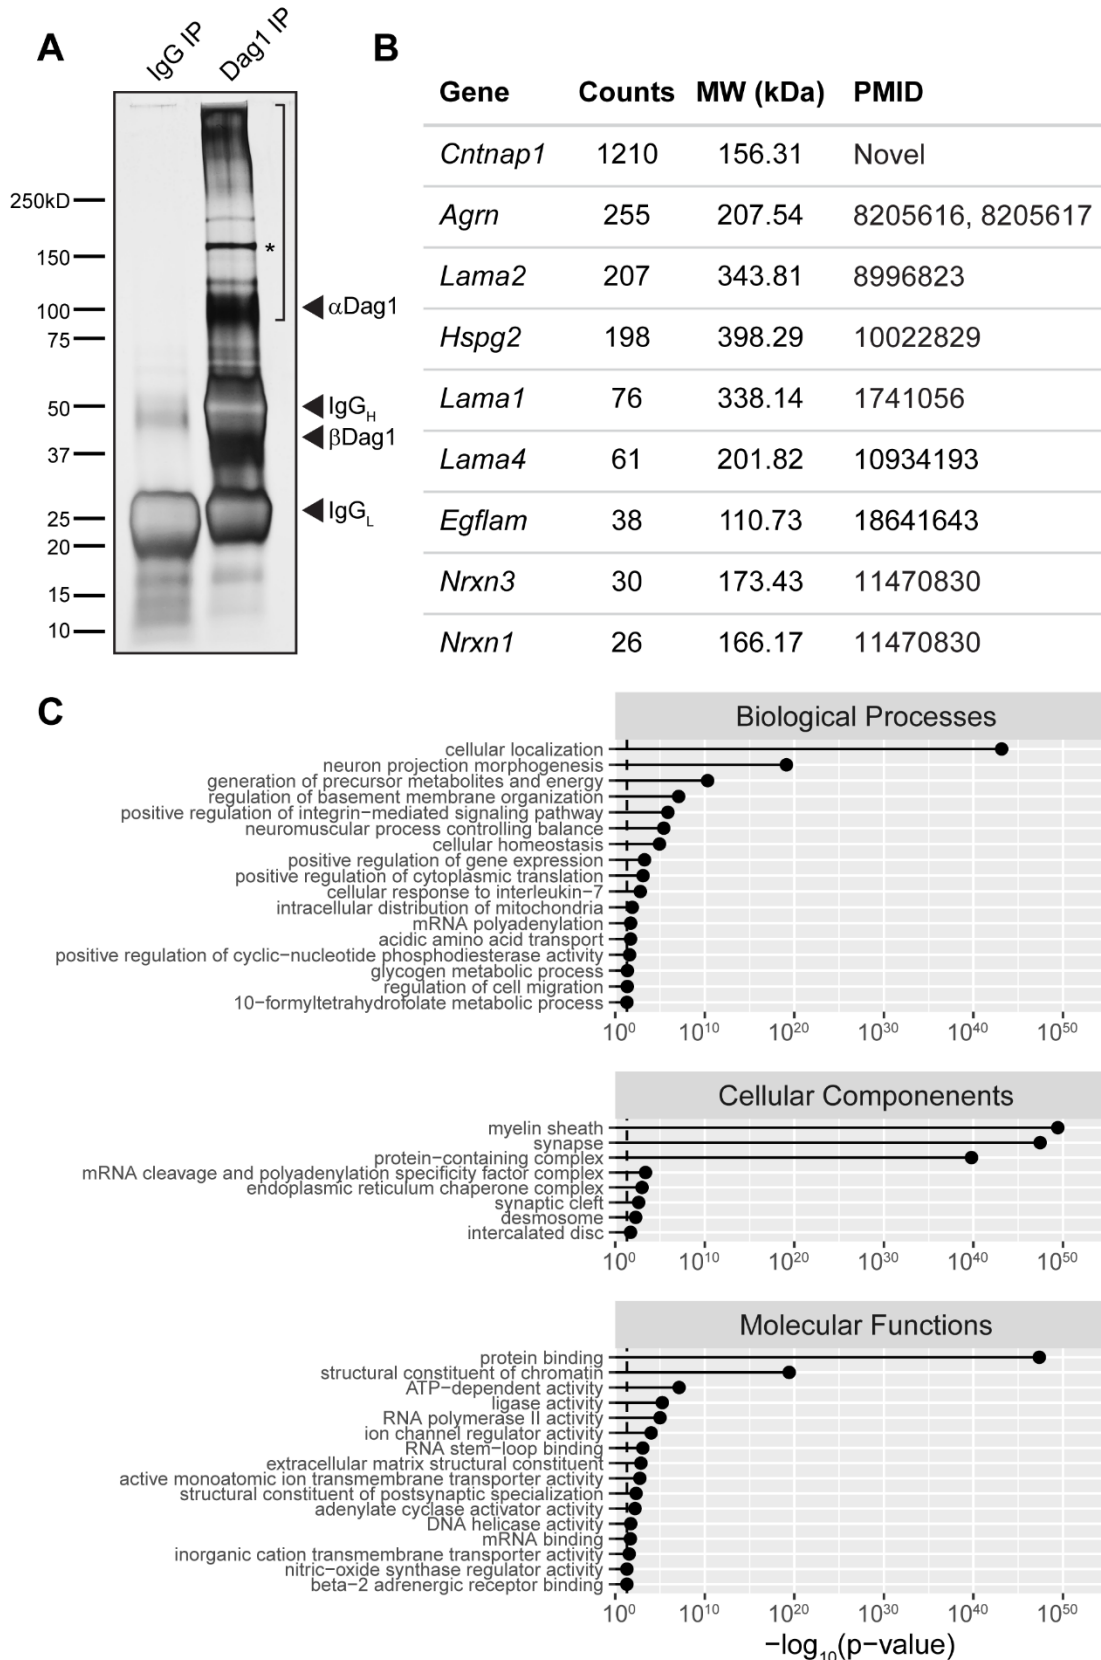 A
IgG IP
Dag1 IP
250kD
150
100
75
50
37
25
20
15
10
*
αDag1
IgG_H
βDag1
IgG_L
B
Gene Counts MW (kDa) PMID
Cntnap1 1210 156.31 Novel
Agrn 255 207.54 8205616, 8205617
Lama2 207 343.81 8996823
Hspg2 198 398.29 10022829
Lama1 76 338.14 1741056
Lama4 61 201.82 10934193
Egflam 38 110.73 18641643
Nrxn3 30 173.43 11470830
Nrxn1 26 166.17 11470830
C
Biological Processes
cellular localization
neuron projection morphogenesis
generation of precursor metabolites and energy
regulation of basement membrane organization
positive regulation of integrin−mediated signaling pathway
neuromuscular process controlling balance
cellular homeostasis
positive regulation of gene expression
positive regulation of cytoplasmic translation
cellular response to interleukin−7
intracellular distribution of mitochondria
mRNA polyadenylation
acidic amino acid transport
positive regulation of cyclic−nucleotide phosphodiesterase activity
glycogen metabolic process
regulation of cell migration
10−formyltetrahydrofolate metabolic process
10⁰ 10¹⁰ 10²⁰ 10³⁰ 10⁴⁰ 10⁵⁰
Cellular Componenents
myelin sheath
synapse
protein−containing complex
mRNA cleavage and polyadenylation specificity factor complex
endoplasmic reticulum chaperone complex
synaptic cleft
desmosome
intercalated disc
10⁰ 10¹⁰ 10²⁰ 10³⁰ 10⁴⁰ 10⁵⁰
Molecular Functions
protein binding
structural constituent of chromatin
ATP−dependent activity
ligase activity
RNA polymerase II activity
ion channel regulator activity
RNA stem−loop binding
extracellular matrix structural constituent
active monoatomic ion transmembrane transporter activity
structural constituent of postsynaptic specialization
adenylate cyclase activator activity
DNA helicase activity
mRNA binding
inorganic cation transmembrane transporter activity
nitric−oxide synthase regulator activity
beta−2 adrenergic receptor binding
10⁰ 10¹⁰ 10²⁰ 10³⁰ 10⁴⁰ 10⁵⁰
−log₁₀(p−value)